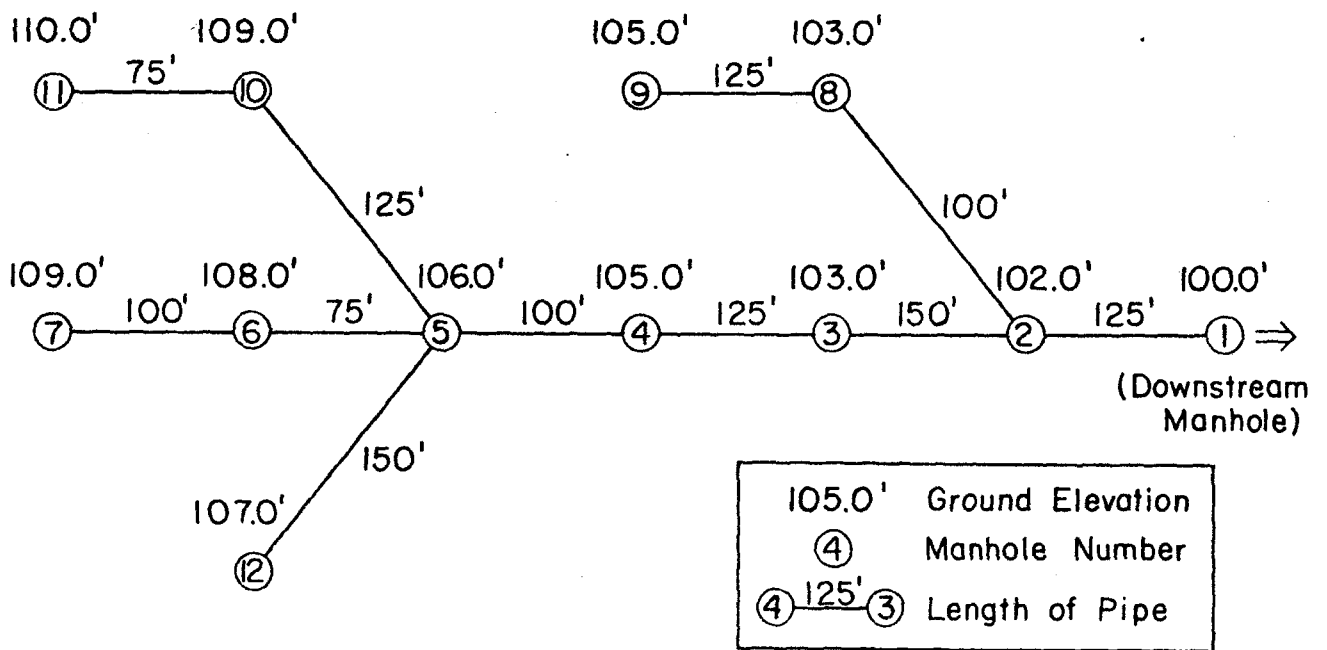 110.0' 109.0' 105.0' 103.0'
11 75' 10 9 125' 8
125' 100'
109.0' 108.0' 106.0' 105.0' 103.0' 102.0' 100.0'
7 100' 6 75' 5 100' 4 125' 3 150' 2 125' 1 ⇒
(Downstream
Manhole)
150'
107.0'
12
105.0' Ground Elevation
4 Manhole Number
4 125' 3 Length of Pipe